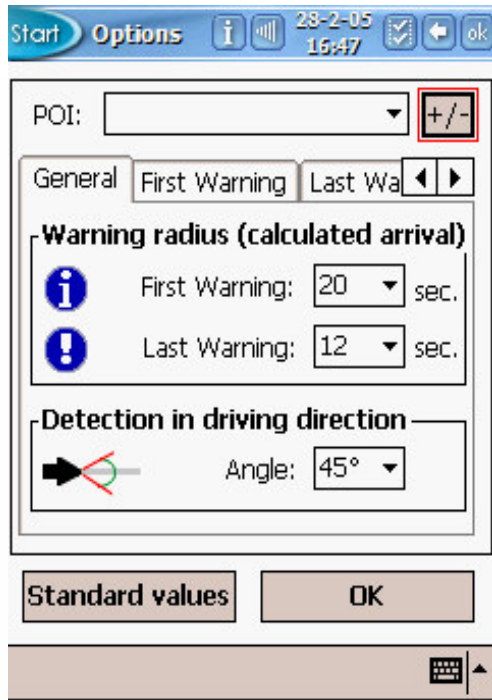 Start Options 28-2-05 16:47 ok
POI: +/-
General First Warning Last Wa
Warning radius (calculated arrival)
First Warning: 20 sec.
Last Warning: 12 sec.
Detection in driving direction
Angle: 45°
Standard values OK